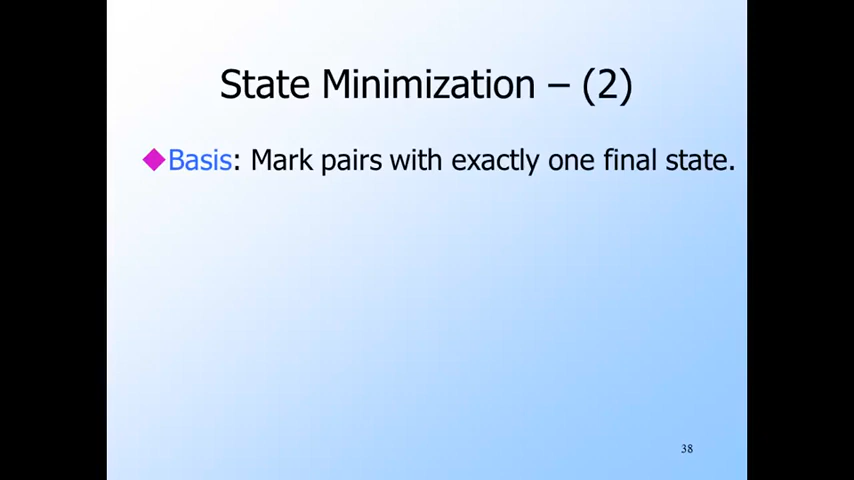 State Minimization – (2)
Basis: Mark pairs with exactly one final state.
38